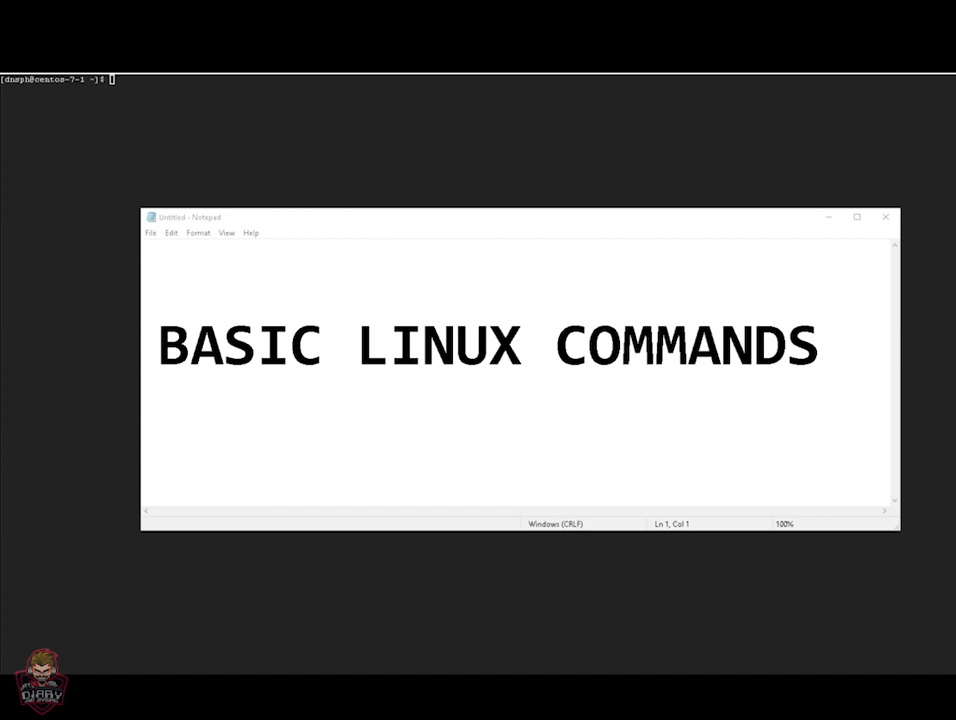 [dnsph@centos-7-1 ~]$
Untitled - Notepad
File Edit Format View Help
BASIC LINUX COMMANDS
Windows (CRLF) Ln 1, Col 1 100%